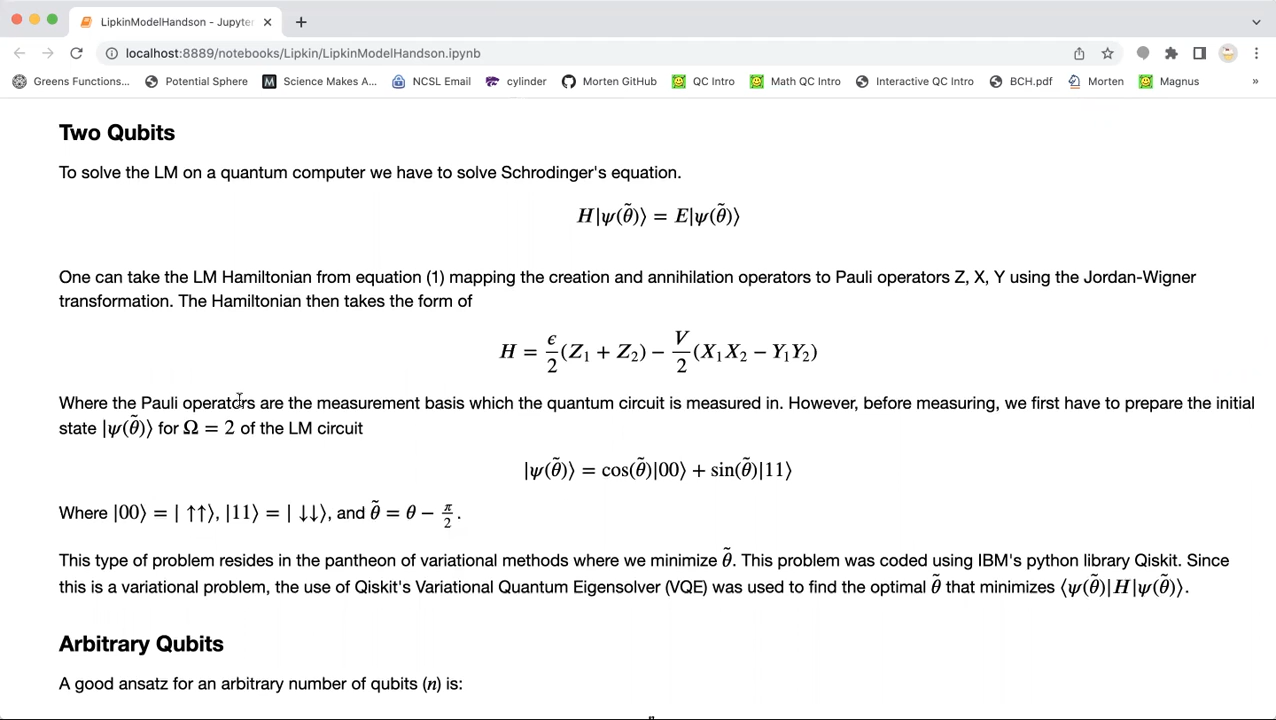 LipkinModelHandson - Jupyter
localhost:8889/notebooks/Lipkin/LipkinModelHandson.ipynb
Greens Functions... Potential Sphere Science Makes A... NCSL Email cylinder Morten GitHub QC Intro Math QC Intro Interactive QC Intro BCH.pdf Morten Magnus »
Two Qubits
To solve the LM on a quantum computer we have to solve Schrodinger's equation.
H|ψ(θ̃)⟩ = E|ψ(θ̃)⟩
One can take the LM Hamiltonian from equation (1) mapping the creation and annihilation operators to Pauli operators Z, X, Y using the Jordan-Wigner
transformation. The Hamiltonian then takes the form of
H = ϵ/2 (Z₁ + Z₂) − V/2 (X₁X₂ − Y₁Y₂)
Where the Pauli operators are the measurement basis which the quantum circuit is measured in. However, before measuring, we first have to prepare the initial
state |ψ(θ̃)⟩ for Ω = 2 of the LM circuit
|ψ(θ̃)⟩ = cos(θ̃)|00⟩ + sin(θ̃)|11⟩
Where |00⟩ = | ↑↑⟩, |11⟩ = | ↓↓⟩, and θ̃ = θ − π/2 .
This type of problem resides in the pantheon of variational methods where we minimize θ̃. This problem was coded using IBM's python library Qiskit. Since
this is a variational problem, the use of Qiskit's Variational Quantum Eigensolver (VQE) was used to find the optimal θ̃ that minimizes ⟨ψ(θ̃)|H|ψ(θ̃)⟩.
Arbitrary Qubits
A good ansatz for an arbitrary number of qubits (n) is: